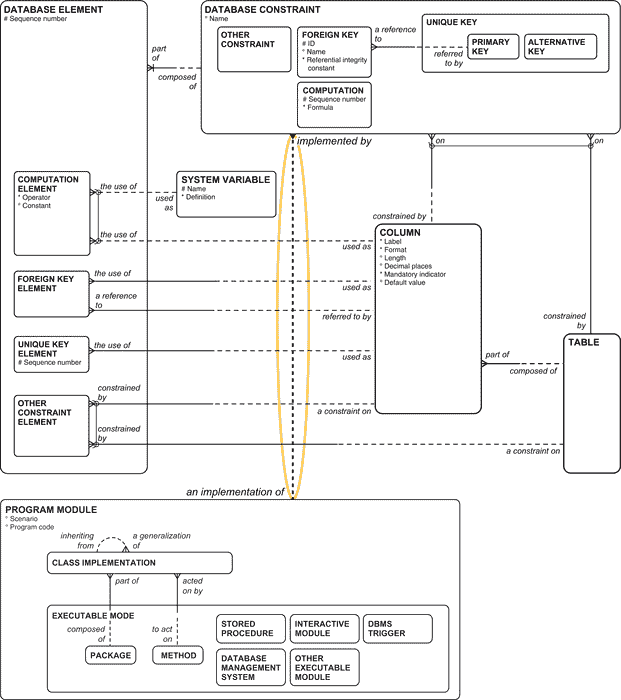 DATABASE ELEMENT
# Sequence number
DATABASE CONSTRAINT
° Name
OTHER
CONSTRAINT
FOREIGN KEY
# ID
° Name
* Referential integrity
constant
COMPUTATION
# Sequence number
* Formula
a reference
to
referred
to by
UNIQUE KEY
PRIMARY
KEY
ALTERNATIVE
KEY
part
of
composed
of
implemented by
on
on
COMPUTATION
ELEMENT
* Operator
* Constant
the use of
used
as
SYSTEM VARIABLE
# Name
* Definition
the use of
used as
constrained
by
COLUMN
* Label
* Format
° Length
° Decimal places
* Mandatory indicator
° Default value
FOREIGN KEY
ELEMENT
the use of
used as
a reference
to
referred to by
constrained
by
UNIQUE KEY
ELEMENT
# Sequence number
the use of
used as
TABLE
part of
composed
of
OTHER
CONSTRAINT
ELEMENT
constrained
by
a constraint on
constrained
by
a constraint on
an implementation of
PROGRAM MODULE
° Scenario
° Program code
inheriting
from
a generalization
of
CLASS IMPLEMENTATION
part of
acted
on by
EXECUTABLE MODE
composed
of
to act
on
PACKAGE
METHOD
STORED
PROCEDURE
INTERACTIVE
MODULE
DBMS
TRIGGER
DATABASE
MANAGEMENT
SYSTEM
OTHER
EXECUTABLE
MODULE